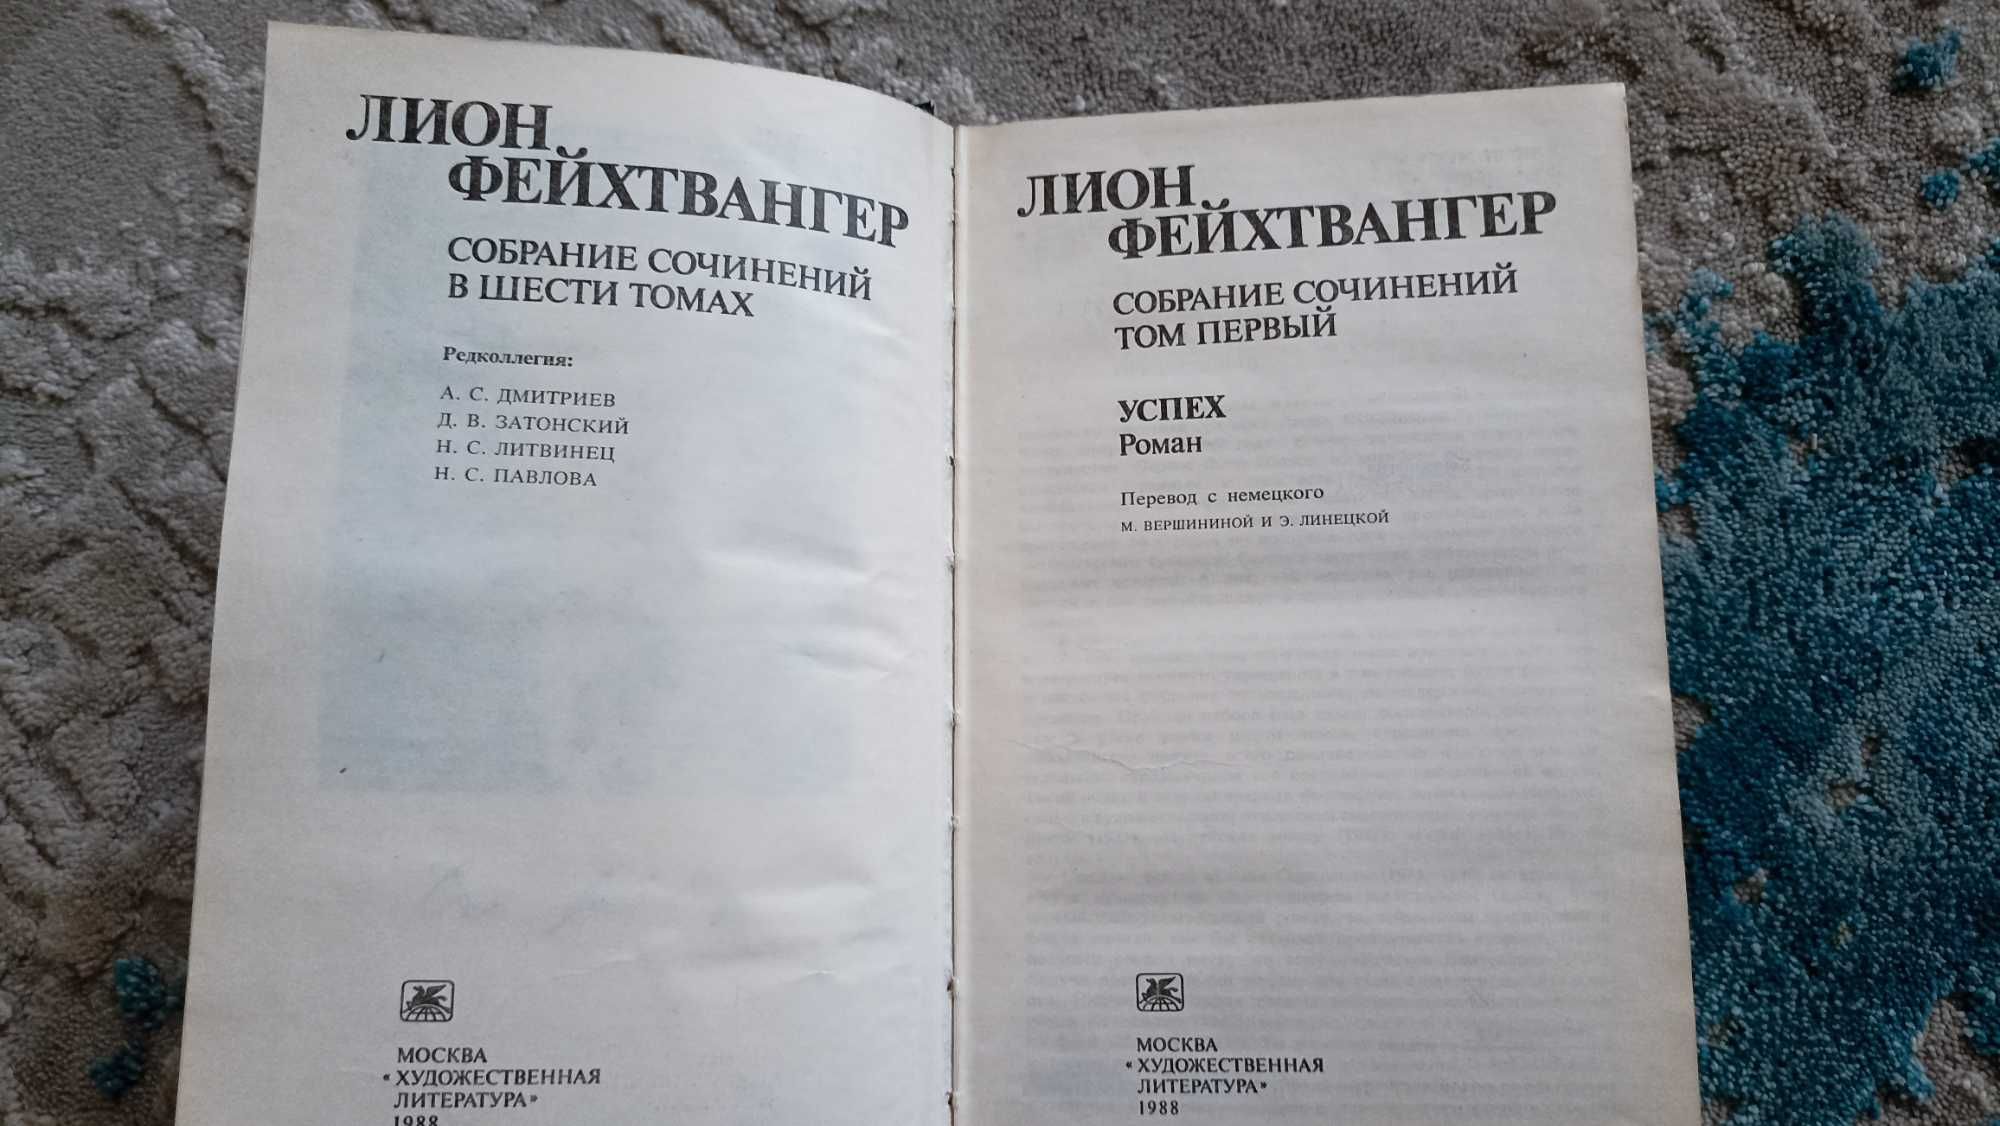 ЛИОН
ФЕЙХТВАНГЕР
СОБРАНИЕ СОЧИНЕНИЙ
В ШЕСТИ ТОМАХ
Редколлегия:
А. С. ДМИТРИЕВ
Д. В. ЗАТОНСКИЙ
Н. С. ЛИТВИНЕЦ
Н. С. ПАВЛОВА
МОСКВА
«ХУДОЖЕСТВЕННАЯ
ЛИТЕРАТУРА»
1988
ЛИОН
ФЕЙХТВАНГЕР
СОБРАНИЕ СОЧИНЕНИЙ
ТОМ ПЕРВЫЙ
УСПЕХ
Роман
Перевод с немецкого
М. ВЕРШИНИНОЙ И Э. ЛИНЕЦКОЙ
МОСКВА
«ХУДОЖЕСТВЕННАЯ
ЛИТЕРАТУРА»
1988